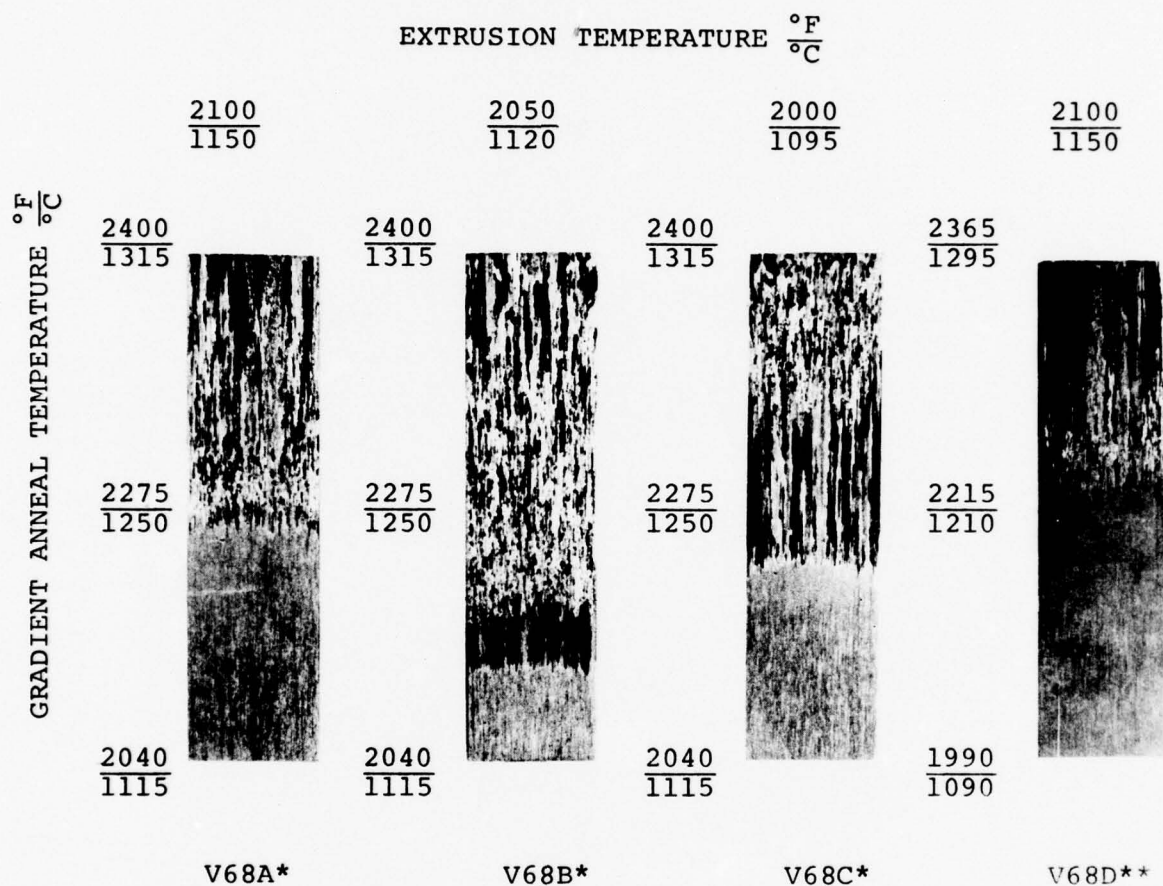 EXTRUSION TEMPERATURE °F
°C
2100 2050 2000 2100
1150 1120 1095 1150
GRADIENT ANNEAL TEMPERATURE °F
°C
2400 2400 2400 2365
1315 1315 1315 1295
2275 2275 2275 2215
1250 1250 1250 1210
2040 2040 2040 1990
1115 1115 1115 1090
V68A* V68B* V68C* V68D**